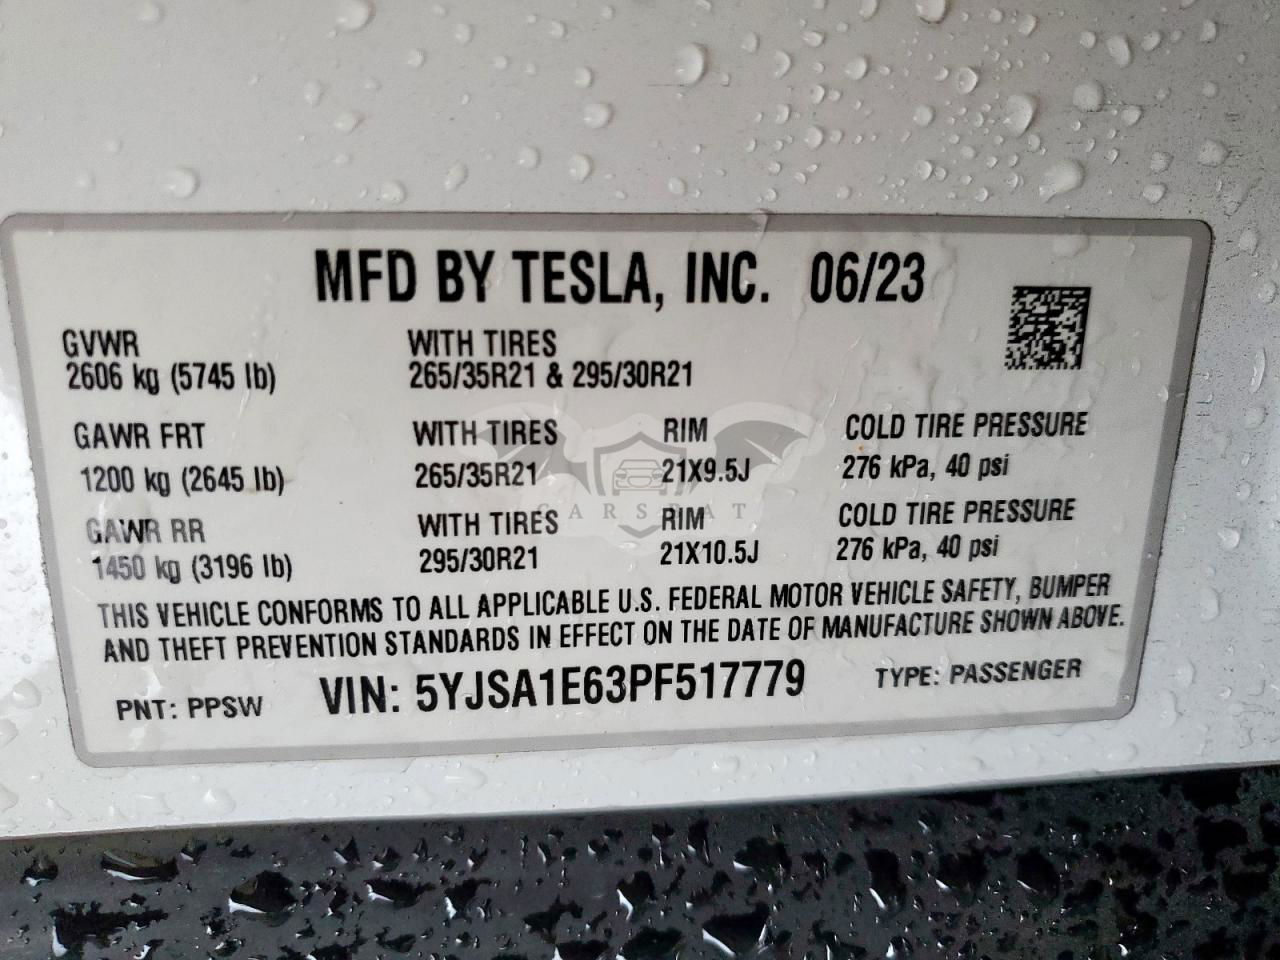 MFD BY TESLA, INC. 06/23
GVWR WITH TIRES
2606 kg (5745 lb) 265/35R21 & 295/30R21
GAWR FRT WITH TIRES RIM COLD TIRE PRESSURE
1200 kg (2645 lb) 265/35R21 21X9.5J 276 kPa, 40 psi
CARSBAT
GAWR RR WITH TIRES RIM COLD TIRE PRESSURE
1450 kg (3196 lb) 295/30R21 21X10.5J 276 kPa, 40 psi
THIS VEHICLE CONFORMS TO ALL APPLICABLE U.S. FEDERAL MOTOR VEHICLE SAFETY, BUMPER
AND THEFT PREVENTION STANDARDS IN EFFECT ON THE DATE OF MANUFACTURE SHOWN ABOVE.
PNT: PPSW VIN: 5YJSA1E63PF517779 TYPE: PASSENGER